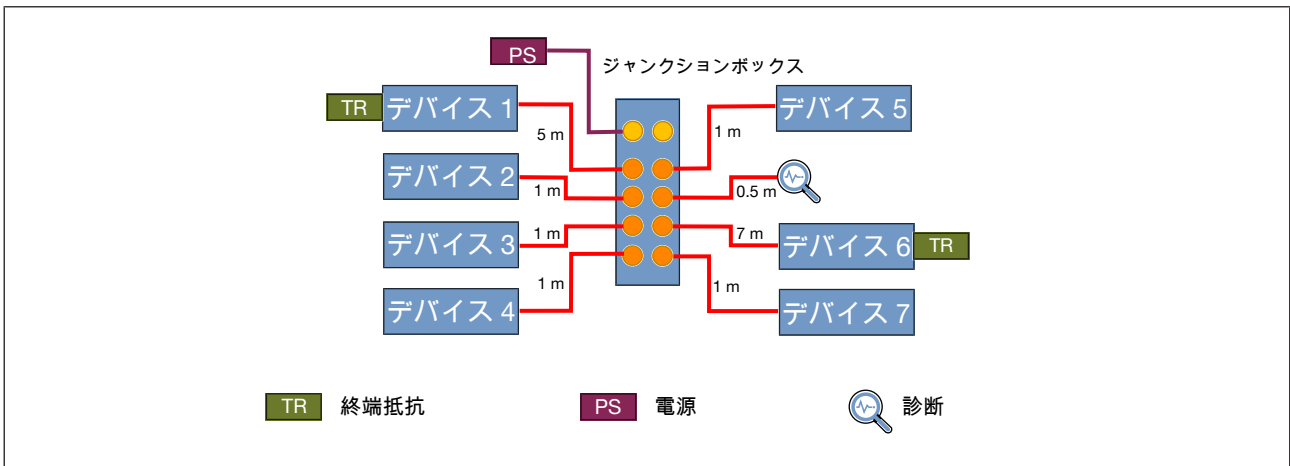 PS
ジャンクションボックス
TR
デバイス 1
5 m
デバイス 2
1 m
デバイス 3
1 m
デバイス 4
1 m
デバイス 5
1 m
0.5 m
デバイス 6
TR
7 m
デバイス 7
1 m
TR 終端抵抗
PS 電源
診断